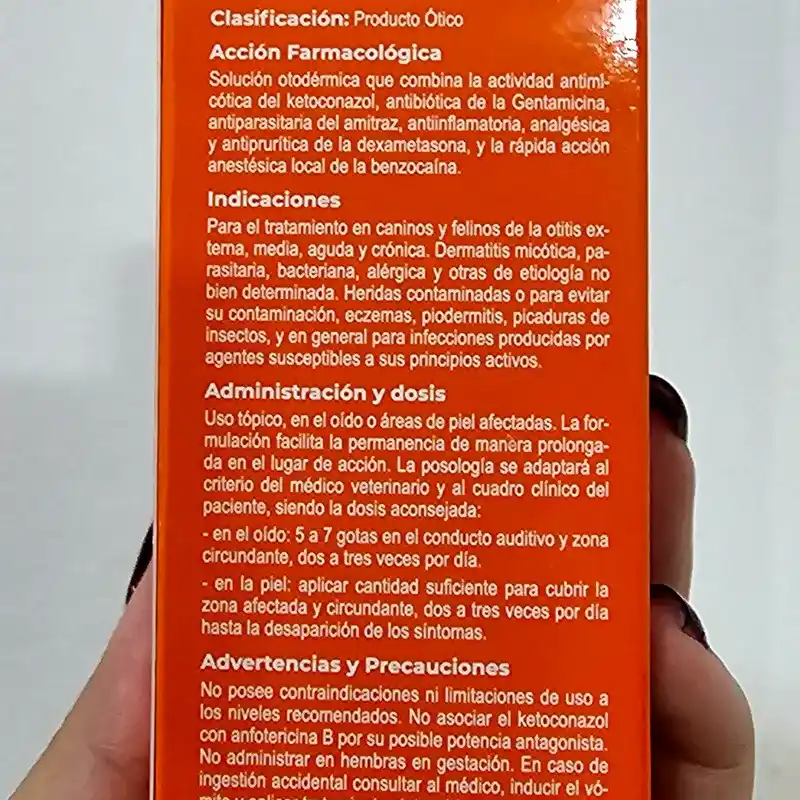 Clasificación: Producto Ótico
Acción Farmacológica
Solución otodérmica que combina la actividad antimi-
cótica del ketoconazol, antibiótica de la Gentamicina,
antiparasitaria del amitraz, antiinflamatoria, analgésica
y antiprurítica de la dexametasona, y la rápida acción
anestésica local de la benzocaína.
Indicaciones
Para el tratamiento en caninos y felinos de la otitis ex-
terna, media, aguda y crónica. Dermatitis micótica, pa-
rasitaria, bacteriana, alérgica y otras de etiología no
bien determinada. Heridas contaminadas o para evitar
su contaminación, eczemas, piodermitis, picaduras de
insectos, y en general para infecciones producidas por
agentes susceptibles a sus principios activos.
Administración y dosis
Uso tópico, en el oído o áreas de piel afectadas. La for-
mulación facilita la permanencia de manera prolonga-
da en el lugar de acción. La posología se adaptará al
criterio del médico veterinario y al cuadro clínico del
paciente, siendo la dosis aconsejada:
- en el oído: 5 a 7 gotas en el conducto auditivo y zona
circundante, dos a tres veces por día.
- en la piel: aplicar cantidad suficiente para cubrir la
zona afectada y circundante, dos a tres veces por día
hasta la desaparición de los síntomas.
Advertencias y Precauciones
No posee contraindicaciones ni limitaciones de uso a
los niveles recomendados. No asociar el ketoconazol
con anfotericina B por su posible potencia antagonista.
No administrar en hembras en gestación. En caso de
ingestión accidental consultar al médico, inducir el vó-